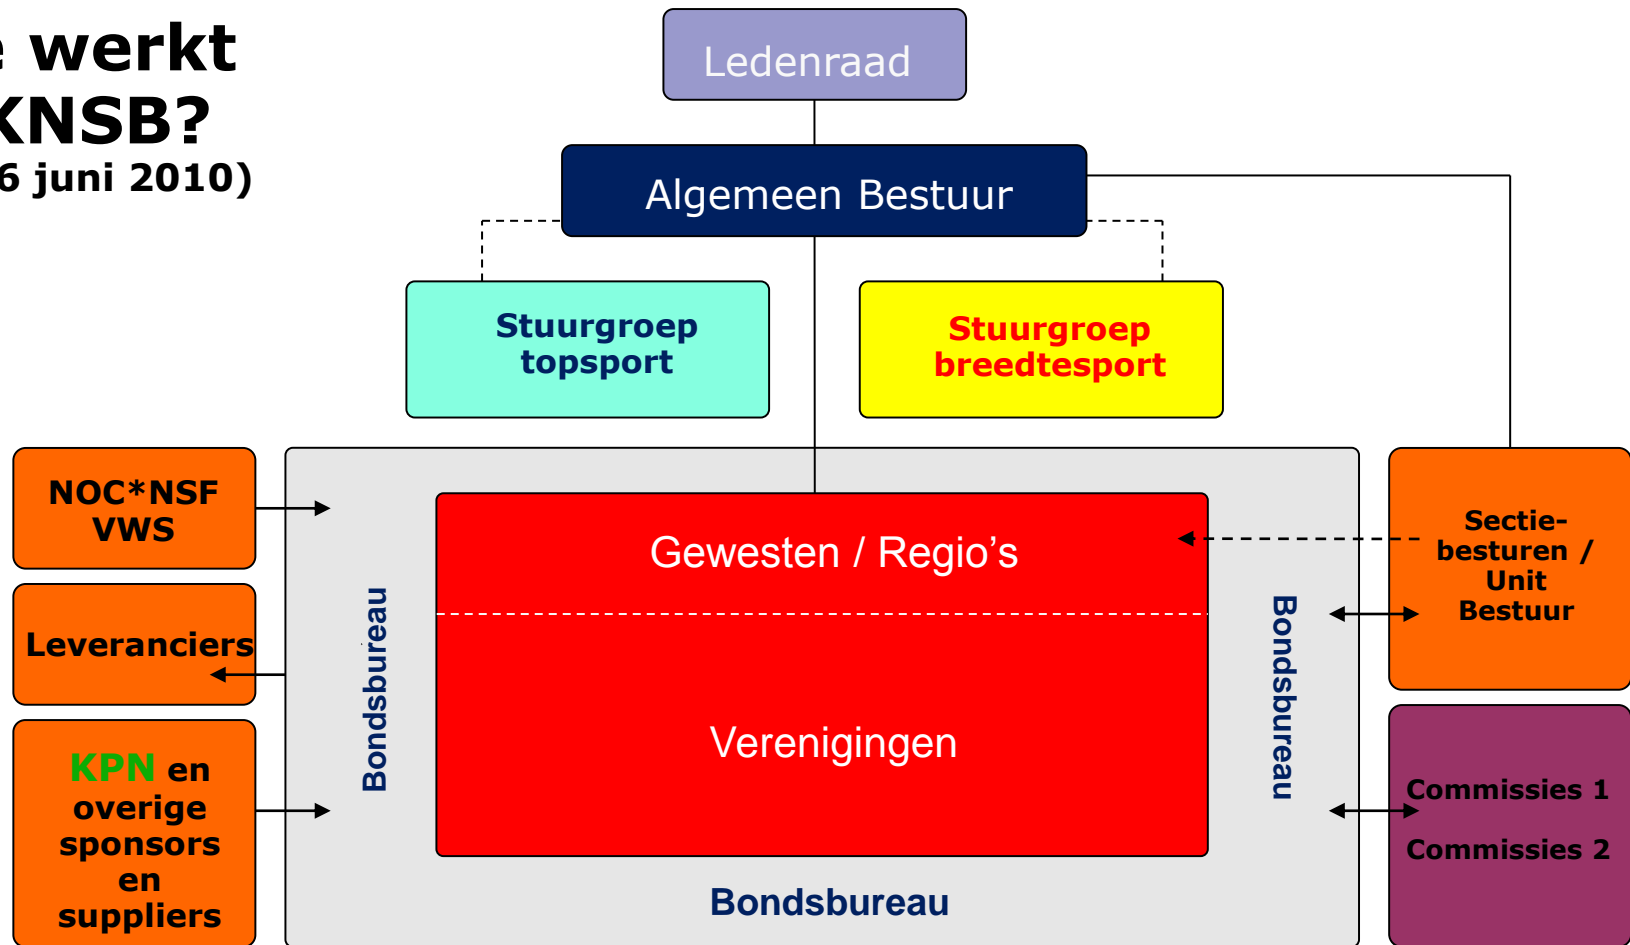 e werkt
KNSB?
6 juni 2010)
Ledenraad
Algemeen Bestuur
Stuurgroep
topsport
Stuurgroep
breedtesport
NOC*NSF
VWS
Leveranciers
KPN en
overige
sponsors
en
suppliers
Bondsbureau
Gewesten / Regio’s
Verenigingen
Bondsbureau
Bondsbureau
Sectie-
besturen /
Unit
Bestuur
Commissies 1
Commissies 2